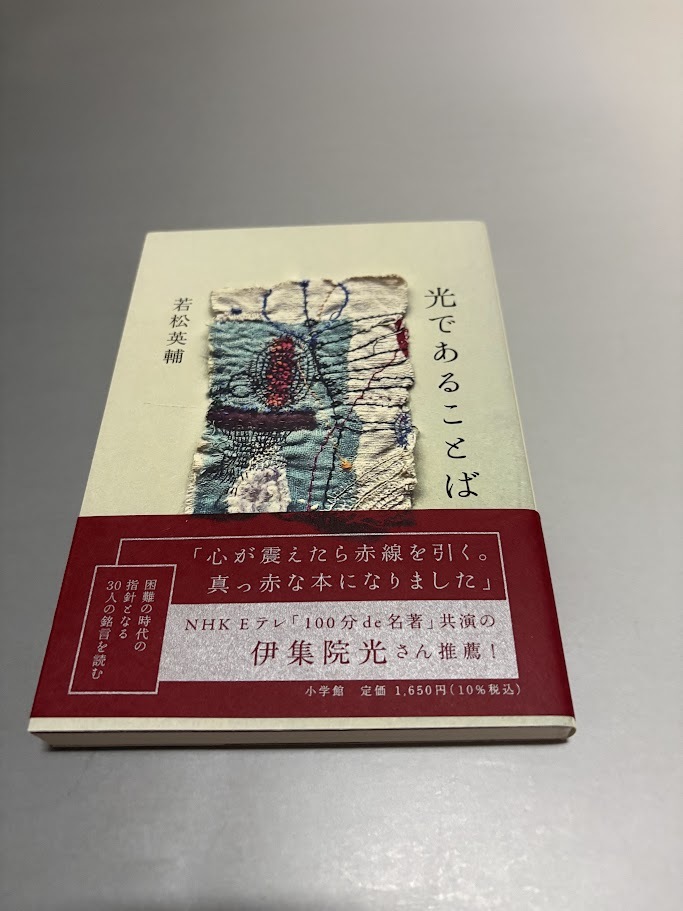 光であることば
若松英輔
「心が震えたら赤線を引く。
真っ赤な本になりました」
NHK Eテレ「100分de名著」共演の
伊集院光さん推薦!
困難の時代の
指針となる
30人の銘言を読む
小学館 定価 1,650円(10%税込)